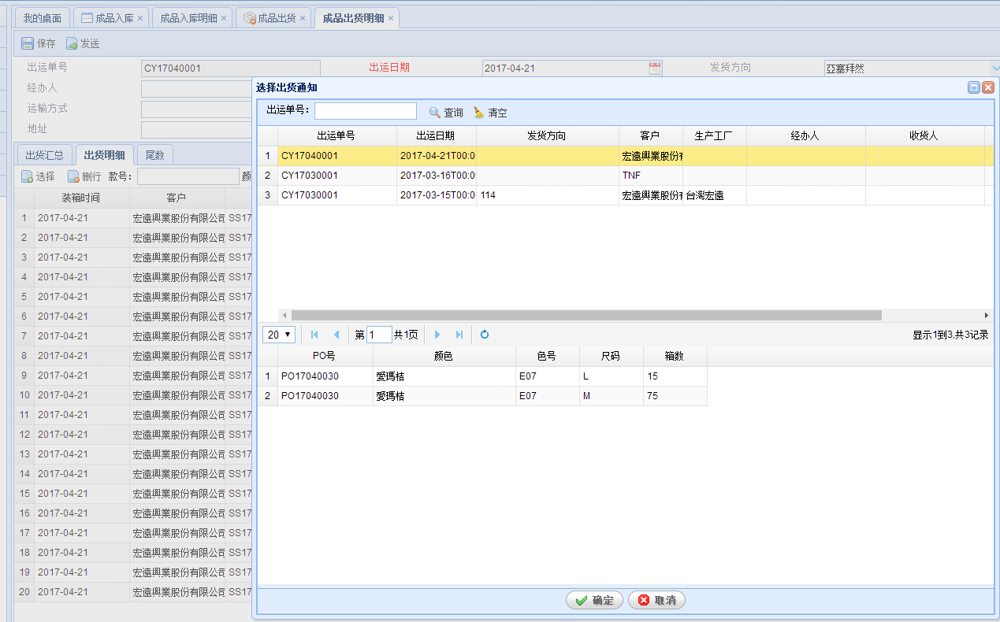 我的桌面 成品入库 × 成品入库明细 × 成品出货 × 成品出货明细 ×
保存 发送
出运单号 CY17040001 出运日期 2017-04-21 发货方向 亞塞拜然
经办人
运输方式
地址
出货汇总 出货明细 尾数
选择 删行 款号: 颜
装箱时间 客户
1 2017-04-21 宏遠興業股份有限公司 SS17
2 2017-04-21 宏遠興業股份有限公司 SS17
3 2017-04-21 宏遠興業股份有限公司 SS17
4 2017-04-21 宏遠興業股份有限公司 SS17
5 2017-04-21 宏遠興業股份有限公司 SS17
6 2017-04-21 宏遠興業股份有限公司 SS17
7 2017-04-21 宏遠興業股份有限公司 SS17
8 2017-04-21 宏遠興業股份有限公司 SS17
9 2017-04-21 宏遠興業股份有限公司 SS17
10 2017-04-21 宏遠興業股份有限公司 SS17
11 2017-04-21 宏遠興業股份有限公司 SS17
12 2017-04-21 宏遠興業股份有限公司 SS17
13 2017-04-21 宏遠興業股份有限公司 SS17
14 2017-04-21 宏遠興業股份有限公司 SS17
15 2017-04-21 宏遠興業股份有限公司 SS17
16 2017-04-21 宏遠興業股份有限公司 SS17
17 2017-04-21 宏遠興業股份有限公司 SS17
18 2017-04-21 宏遠興業股份有限公司 SS17
19 2017-04-21 宏遠興業股份有限公司 SS17
20 2017-04-21 宏遠興業股份有限公司 SS17
选择出货通知
出运单号: 查询 清空
出运单号 出运日期 发货方向 客户 生产工厂 经办人 收货人
1 CY17040001 2017-04-21T00:0 宏遠興業股份有
2 CY17030001 2017-03-16T00:0 TNF
3 CY17030001 2017-03-15T00:0 114 宏遠興業股份有 台灣宏遠
20 第 1 共1页 显示1到3,共3记录
PO号 颜色 色号 尺码 箱数
1 PO17040030 愛瑪桔 E07 L 15
2 PO17040030 愛瑪桔 E07 M 75
确定 取消